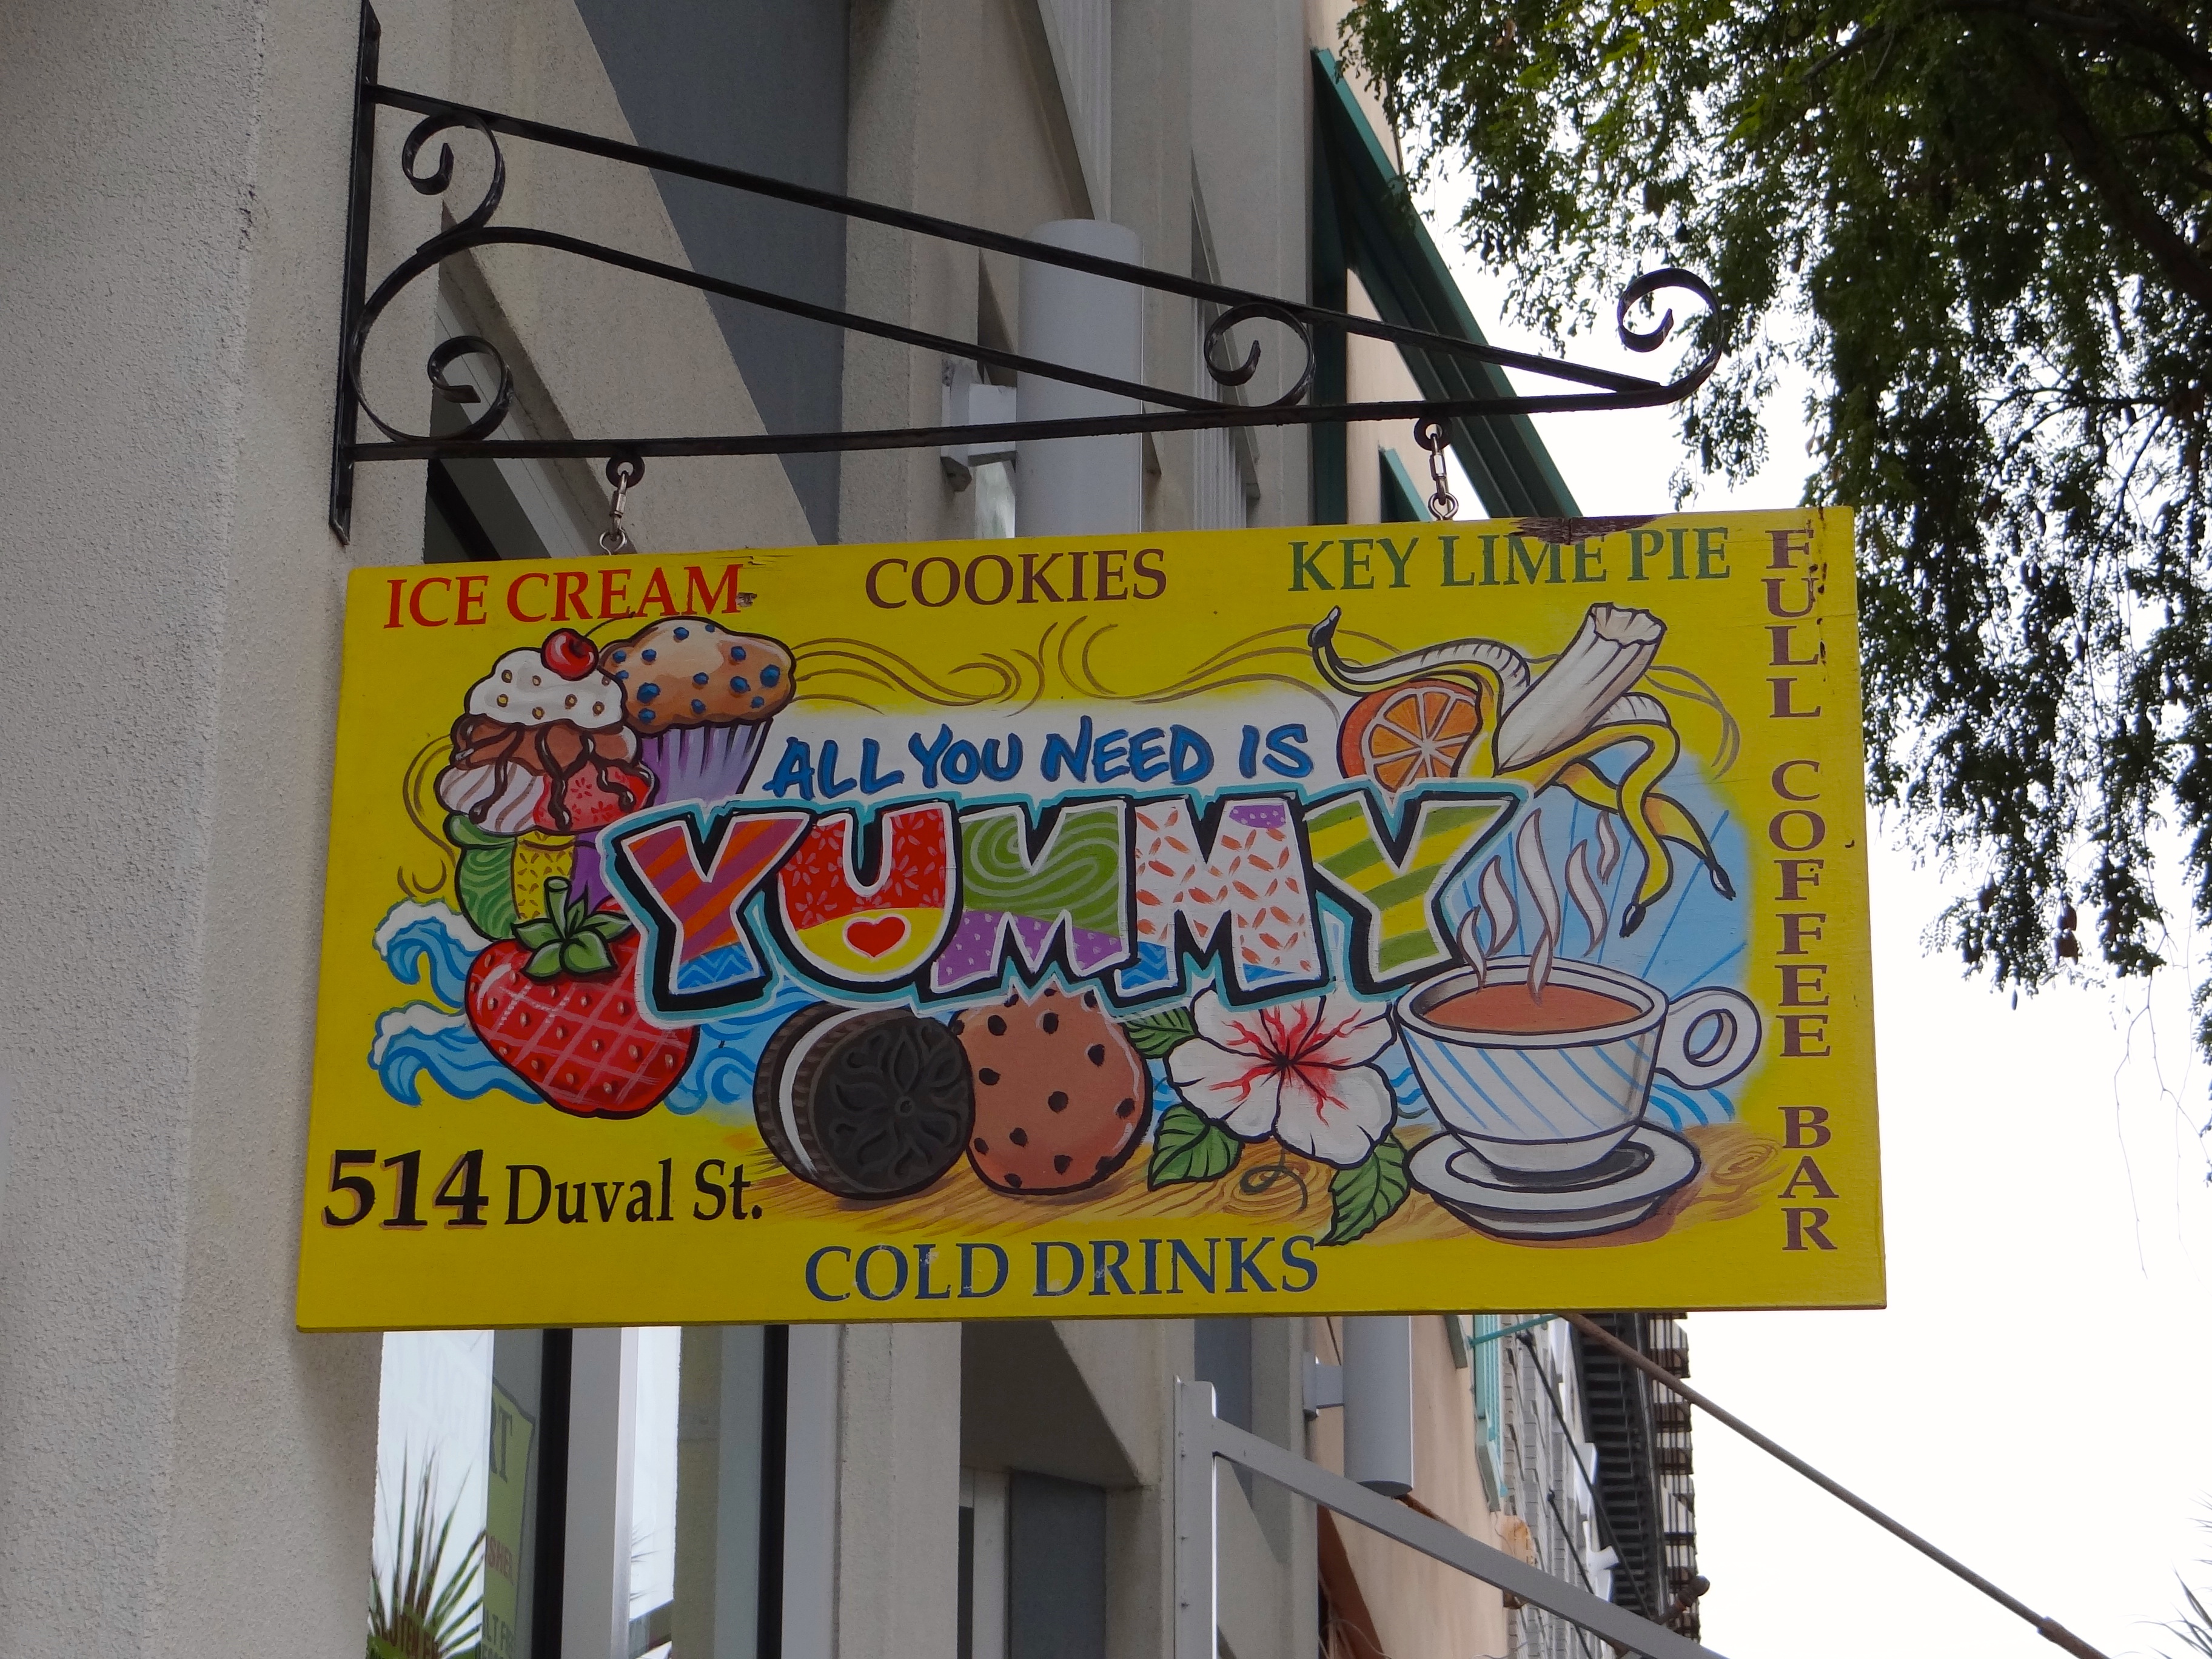 ICE CREAM
COOKIES
KEY LIME PIE
FULL COFFEE BAR
ALL YOU NEED IS
YUMMY
514 Duval St.
COLD DRINKS